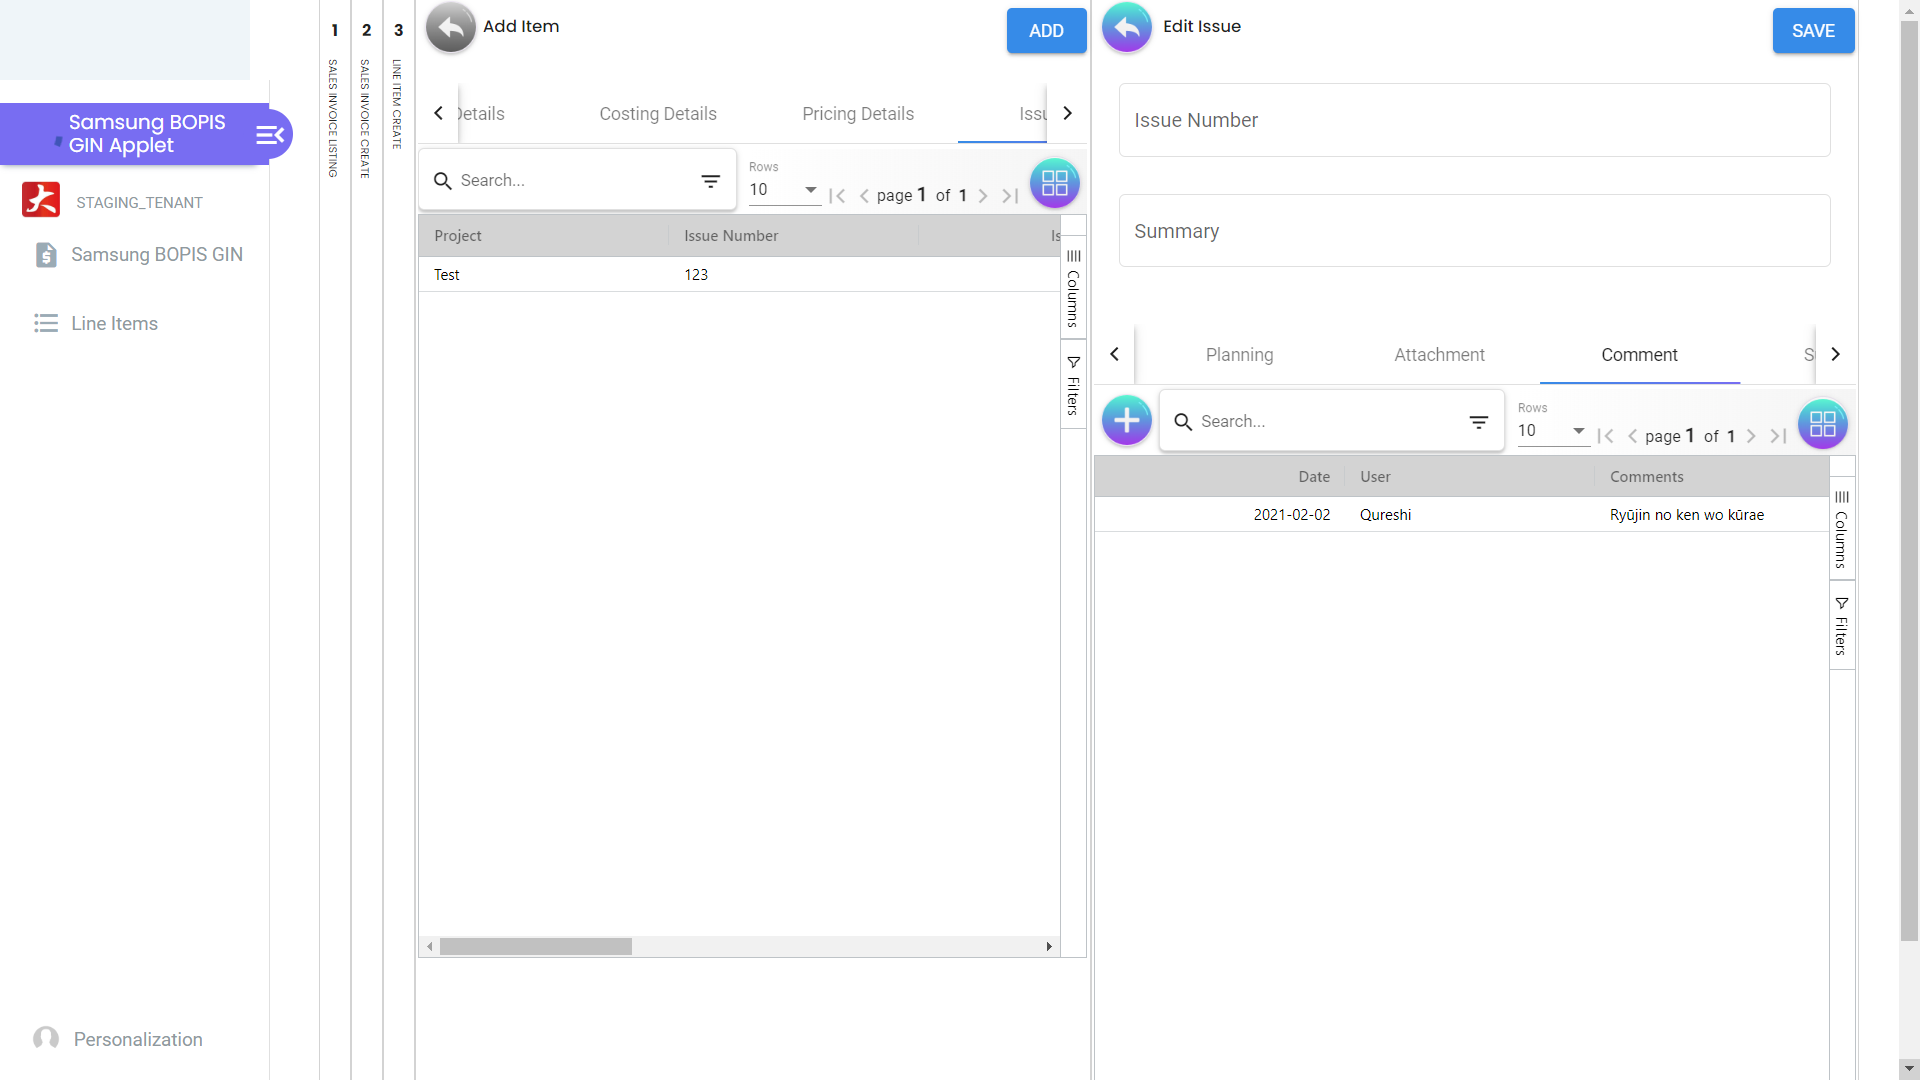 Samsung BOPIS
GIN Applet
STAGING_TENANT
Samsung BOPIS GIN
Line Items
Personalization
1
SALES INVOICE LISTING
2
SALES INVOICE CREATE
3
LINE ITEM CREATE
Add Item
ADD
Details
Costing Details
Pricing Details
Issu
Search...
Rows
10
page 1 of 1
Project
Issue Number
Is
Test
123
Columns
Filters
Edit Issue
SAVE
Issue Number
Summary
Planning
Attachment
Comment
S
Search...
Rows
10
page 1 of 1
Date
User
Comments
2021-02-02
Qureshi
Ryūjin no ken wo kūrae
Columns
Filters